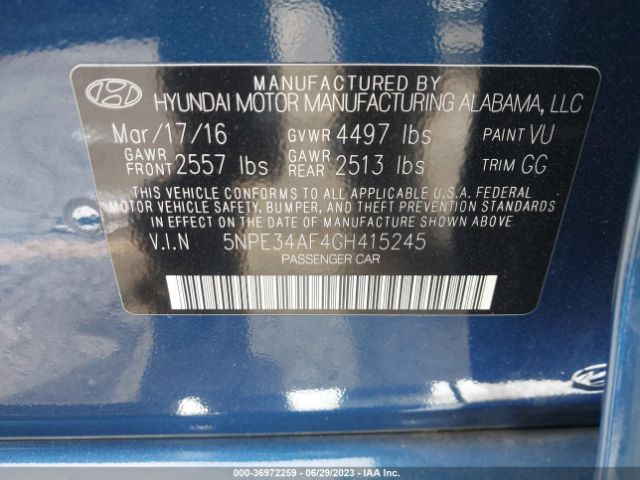 MANUFACTURED BY
HYUNDAI MOTOR MANUFACTURING ALABAMA, LLC
Mar/17/16 GVWR 4497 lbs PAINT VU
GAWR FRONT 2557 lbs GAWR REAR 2513 lbs TRIM GG
THIS VEHICLE CONFORMS TO ALL APPLICABLE U.S.A. FEDERAL
MOTOR VEHICLE SAFETY, BUMPER, AND THEFT PREVENTION STANDARDS
IN EFFECT ON THE DATE OF MANUFACTURE SHOWN ABOVE.
V.I.N 5NPE34AF4GH415245
PASSENGER CAR
000-36972259 - 06/29/2023 - IAA Inc.